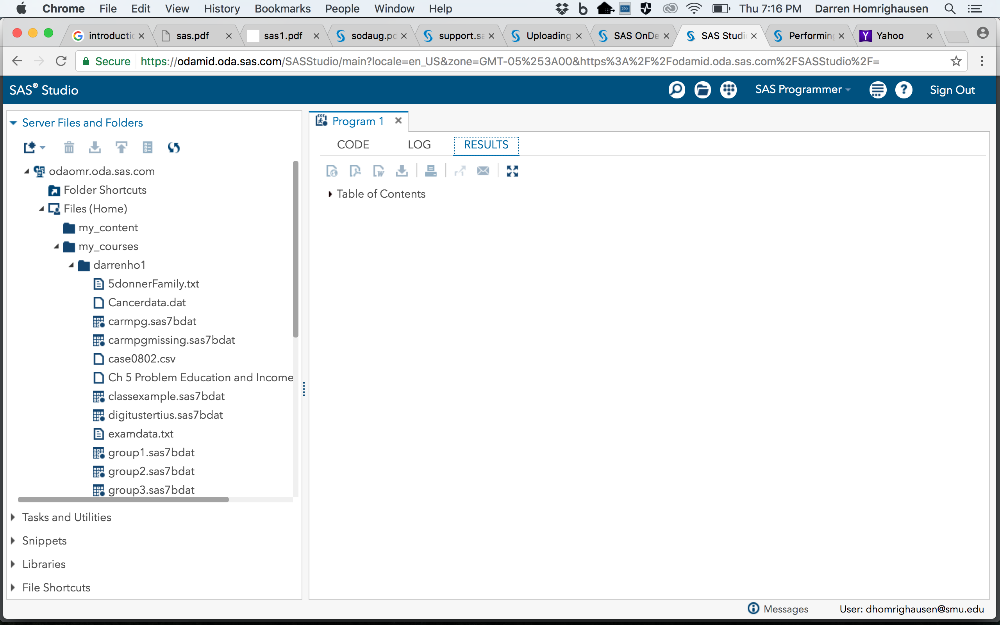 Chrome File Edit View History Bookmarks People Window Help Thu 7:16 PM Darren Homrighausen
introductic sas.pdf sas1.pdf sodaug.pd support.sa Uploading SAS OnDe SAS Studi Performing Yahoo
Secure https://odamid.oda.sas.com/SASStudio/main?locale=en_US&zone=GMT-05%253A00&https%3A%2F%2Fodamid.oda.sas.com%2FSASStudio%2F=
SAS® Studio SAS Programmer Sign Out
Server Files and Folders
odaomr.oda.sas.com
Folder Shortcuts
Files (Home)
my_content
my_courses
darrenho1
5donnerFamily.txt
Cancerdata.dat
carmpg.sas7bdat
carmpgmissing.sas7bdat
case0802.csv
Ch 5 Problem Education and Income
classexample.sas7bdat
digitustertius.sas7bdat
examdata.txt
group1.sas7bdat
group2.sas7bdat
group3.sas7bdat
Tasks and Utilities
Snippets
Libraries
File Shortcuts
Program 1
CODE LOG RESULTS
Table of Contents
Messages User: dhomrighausen@smu.edu